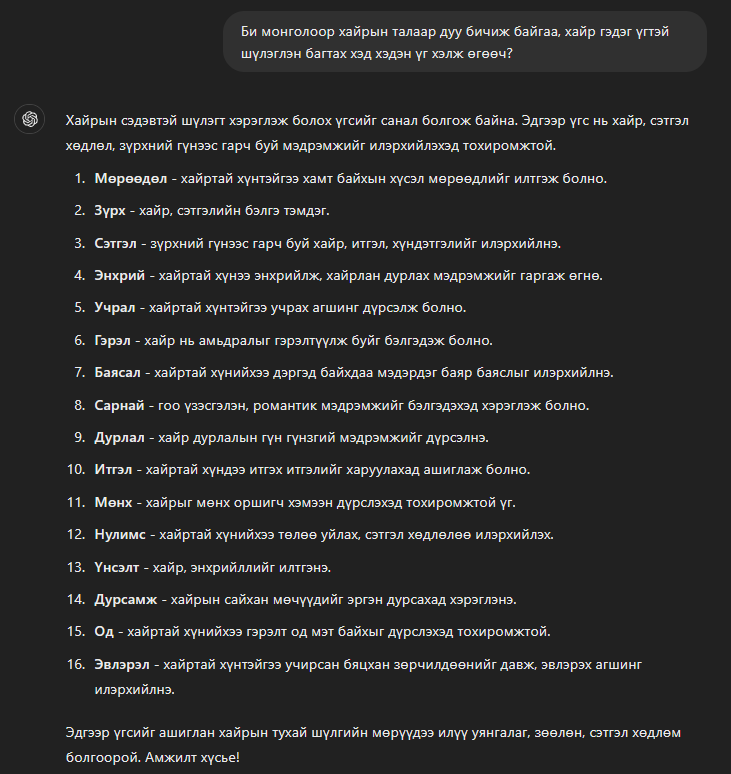 Би монголоор хайрын талаар дуу бичиж байгаа, хайр гэдэг үгтэй
шүлэглэн багтах хэд хэдэн үг хэлж өгөөч?
Хайрын сэдэвтэй шүлэгт хэрэглэж болох үгсийг санал болгож байна. Эдгээр үгс нь хайр, сэтгэл
хөдлөл, зүрхний гүнээс гарч буй мэдрэмжийг илэрхийлэхэд тохиромжтой.
1. Мөрөөдөл - хайртай хүнтэйгээ хамт байхын хүсэл мөрөөдлийг илтгэж болно.
2. Зүрх - хайр, сэтгэлийн бэлгэ тэмдэг.
3. Сэтгэл - зүрхний гүнээс гарч буй хайр, итгэл, хүндэтгэлийг илэрхийлнэ.
4. Энхрий - хайртай хүнээ энхрийлж, хайрлан дурлах мэдрэмжийг гаргаж өгнө.
5. Учрал - хайртай хүнтэйгээ учрах агшинг дүрсэлж болно.
6. Гэрэл - хайр нь амьдралыг гэрэлтүүлж буйг бэлгэдэж болно.
7. Баясал - хайртай хүнийхээ дэргэд байхдаа мэдэрдэг баяр баяслыг илэрхийлнэ.
8. Сарнай - гоо үзэсгэлэн, романтик мэдрэмжийг бэлгэдэхэд хэрэглэж болно.
9. Дурлал - хайр дурлалын гүн гүнзгий мэдрэмжийг дүрсэлнэ.
10. Итгэл - хайртай хүндээ итгэх итгэлийг харуулахад ашиглаж болно.
11. Мөнх - хайрыг мөнх оршигч хэмээн дүрслэхэд тохиромжтой үг.
12. Нулимс - хайртай хүнийхээ төлөө уйлах, сэтгэл хөдлөлөө илэрхийлэх.
13. Үнсэлт - хайр, энхрийллийг илтгэнэ.
14. Дурсамж - хайрын сайхан мөчүүдийг эргэн дурсахад хэрэглэнэ.
15. Од - хайртай хүнийхээ гэрэлт од мэт байхыг дүрслэхэд тохиромжтой.
16. Эвлэрэл - хайртай хүнтэйгээ учирсан бяцхан зөрчилдөөнийг давж, эвлэрэх агшинг
илэрхийлнэ.
Эдгээр үгсийг ашиглан хайрын тухай шүлгийн мөрүүдээ илүү уянгалаг, зөөлөн, сэтгэл хөдлөм
болгоорой. Амжилт хүсье!